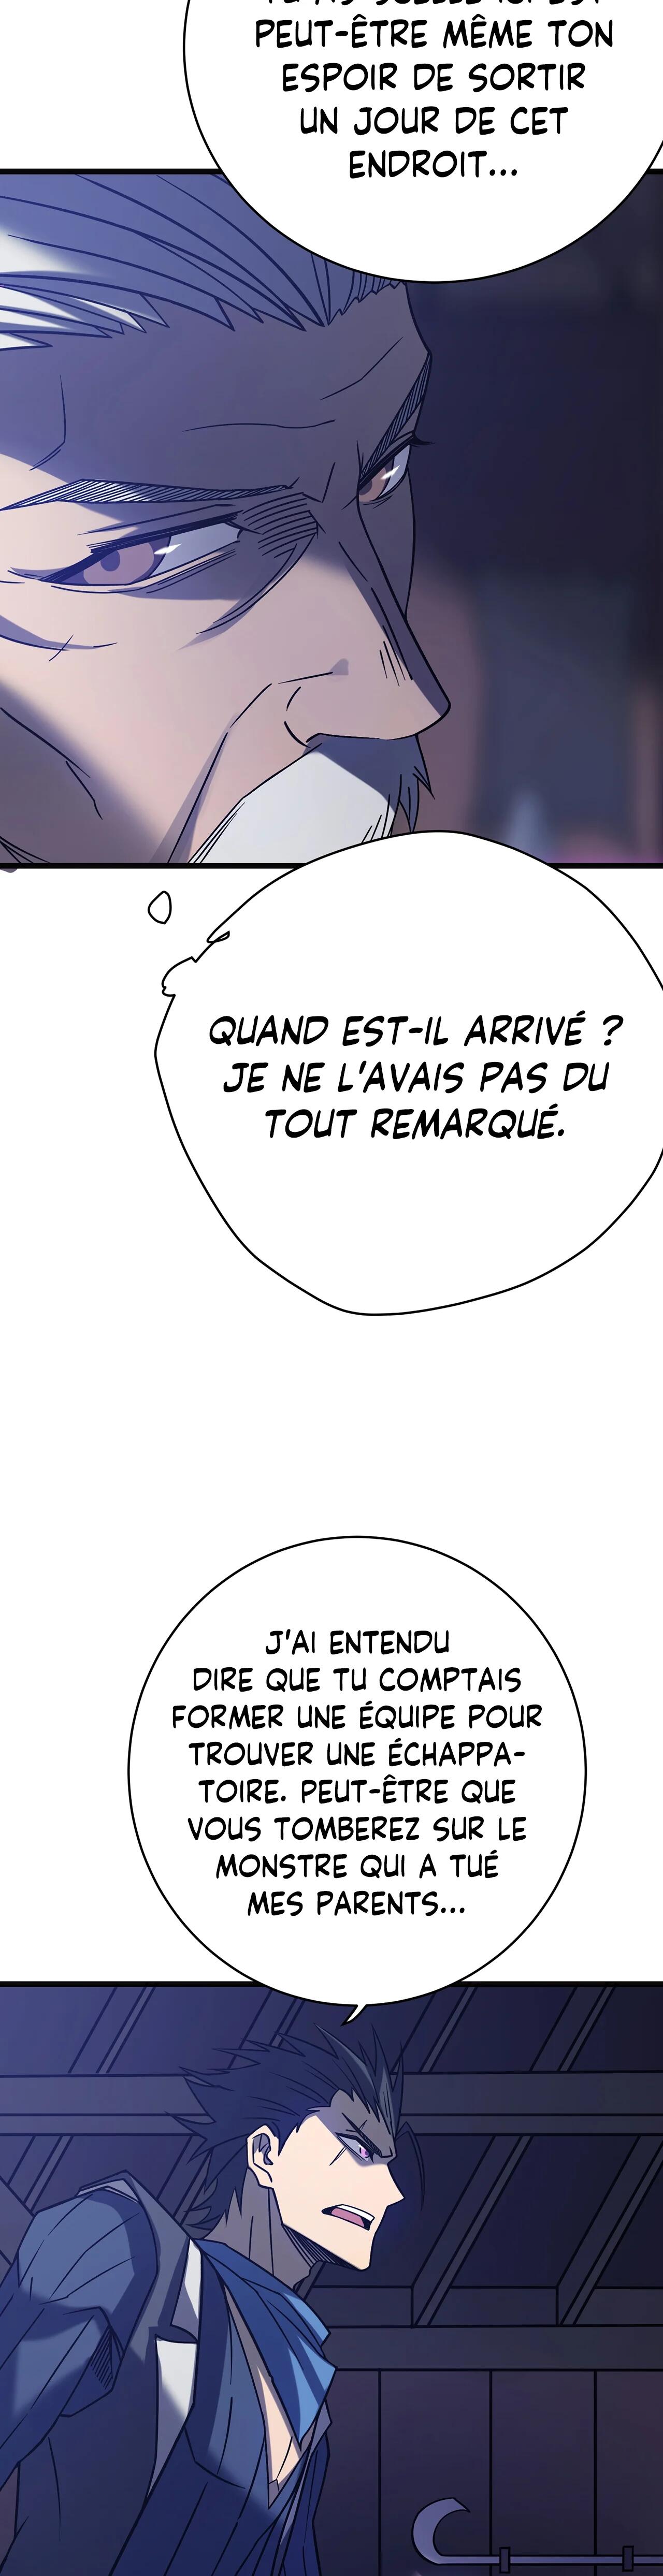 PEUT-ÊTRE MÊME TON
ESPOIR DE SORTIR
UN JOUR DE CET
ENDROIT...
QUAND EST-IL ARRIVÉ ?
JE NE L'AVAIS PAS DU
TOUT REMARQUÉ.
J'AI ENTENDU
DIRE QUE TU COMPTAIS
FORMER UNE ÉQUIPE POUR
TROUVER UNE ÉCHAPPA-
TOIRE. PEUT-ÊTRE QUE
VOUS TOMBEREZ SUR LE
MONSTRE QUI A TUÉ
MES PARENTS...